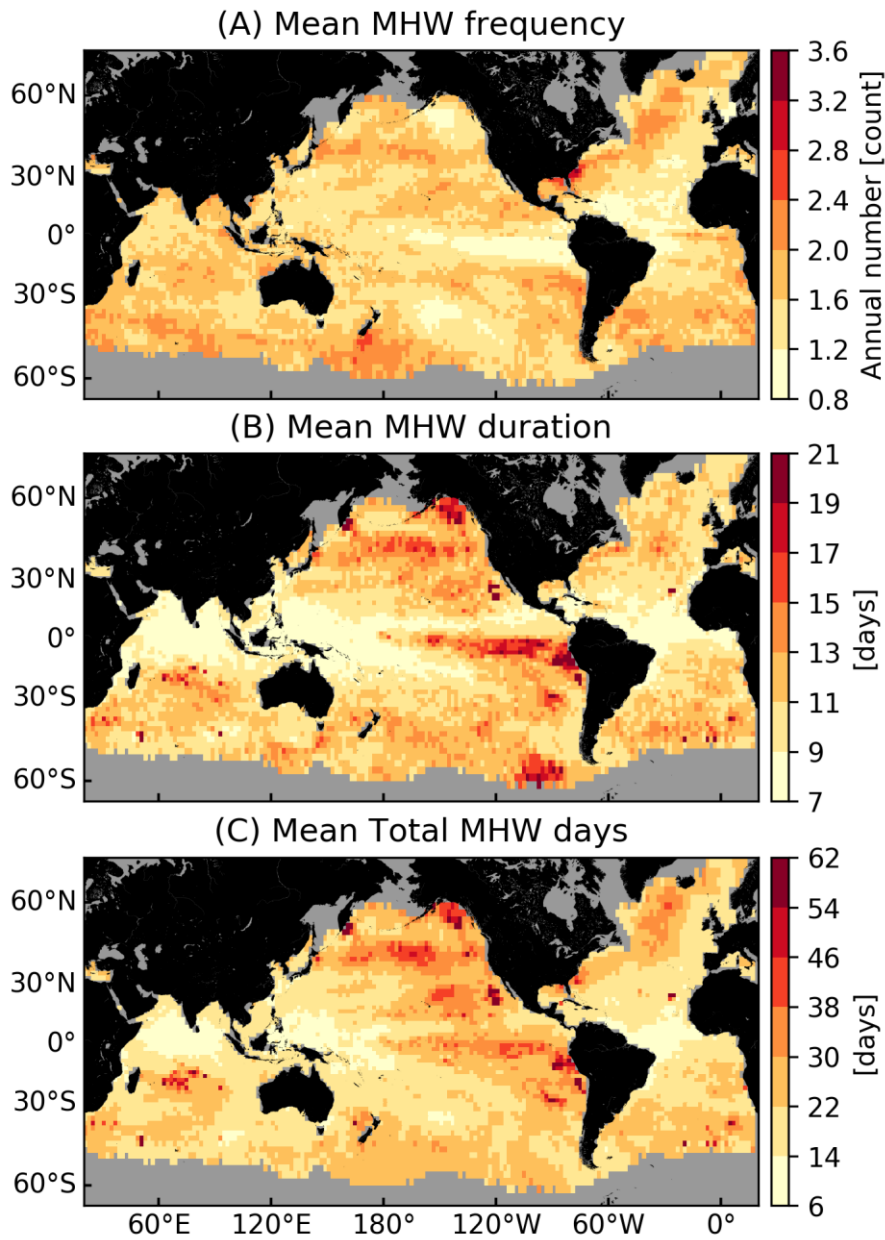 (A) Mean MHW frequency
60°N
30°N
0°
30°S
60°S
3.6
3.2
2.8
2.4
2.0
1.6
1.2
0.8
Annual number [count]
(B) Mean MHW duration
60°N
30°N
0°
30°S
60°S
21
19
17
15
13
11
9
7
[days]
(C) Mean Total MHW days
60°N
30°N
0°
30°S
60°S
62
54
46
38
30
22
14
6
[days]
60°E 120°E 180° 120°W 60°W 0°